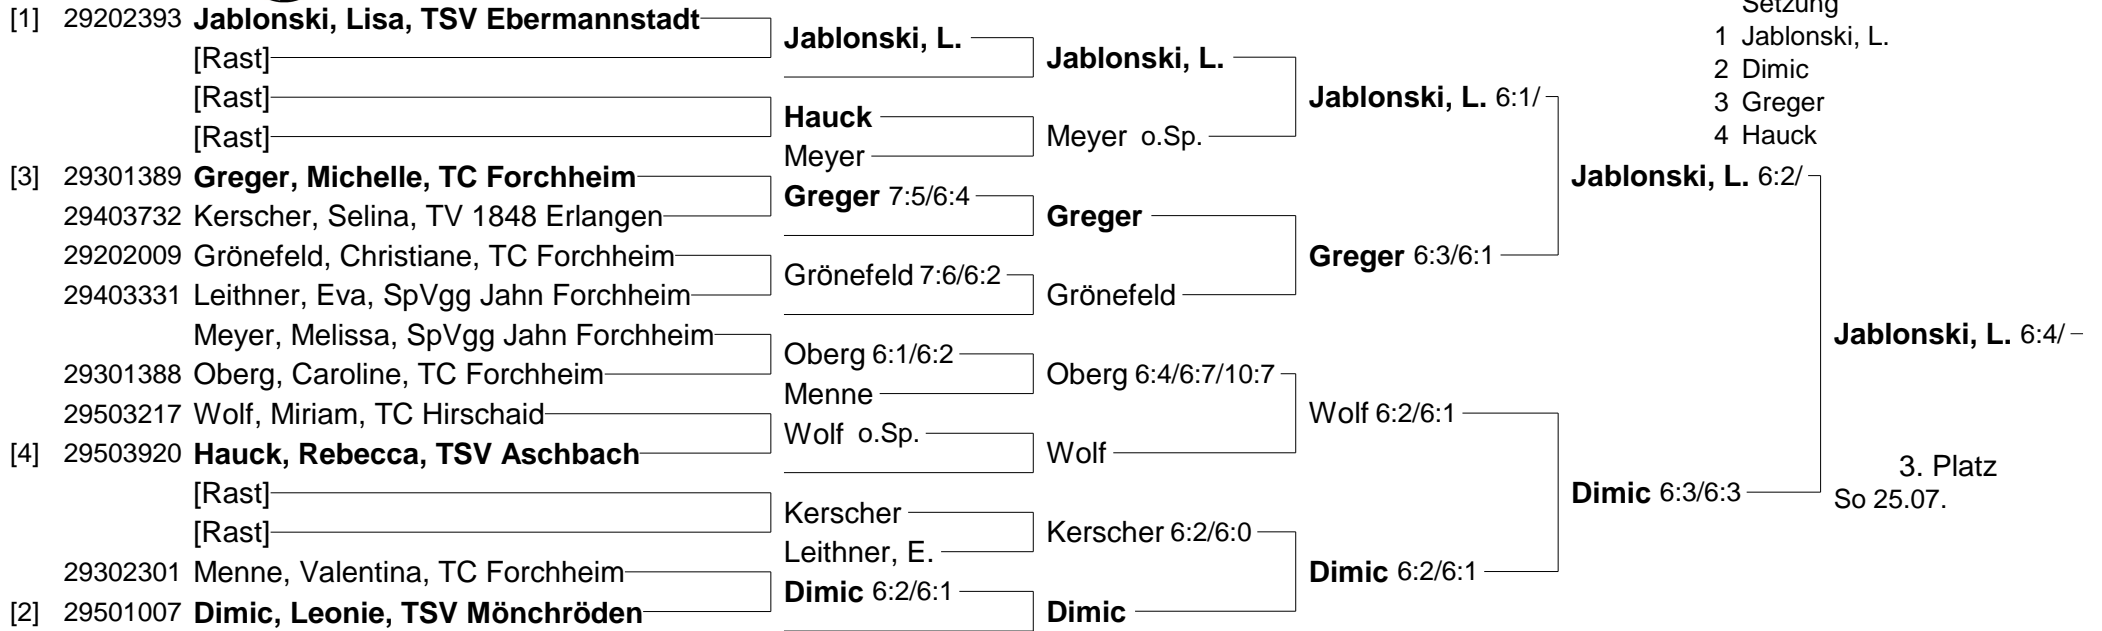 [1] 29202393 Jablonski, Lisa, TSV Ebermannstadt
[Rast]
[Rast]
[Rast]
[3] 29301389 Greger, Michelle, TC Forchheim
29403732 Kerscher, Selina, TV 1848 Erlangen
29202009 Grönefeld, Christiane, TC Forchheim
29403331 Leithner, Eva, SpVgg Jahn Forchheim
Meyer, Melissa, SpVgg Jahn Forchheim
29301388 Oberg, Caroline, TC Forchheim
29503217 Wolf, Miriam, TC Hirschaid
[4] 29503920 Hauck, Rebecca, TSV Aschbach
[Rast]
[Rast]
29302301 Menne, Valentina, TC Forchheim
[2] 29501007 Dimic, Leonie, TSV Mönchröden
Jablonski, L.
Hauck
Meyer
Greger 7:5/6:4
Grönefeld 7:6/6:2
Oberg 6:1/6:2
Menne
Wolf o.Sp.
Kerscher
Leithner, E.
Dimic 6:2/6:1
Jablonski, L.
Meyer o.Sp.
Greger
Grönefeld
Oberg 6:4/6:7/10:7
Wolf
Kerscher 6:2/6:0
Dimic
Jablonski, L. 6:1/
Greger 6:3/6:1
Wolf 6:2/6:1
Dimic 6:2/6:1
Jablonski, L. 6:2/
Dimic 6:3/6:3
Setzung
1 Jablonski, L.
2 Dimic
3 Greger
4 Hauck
Jablonski, L. 6:4/
3. Platz
So 25.07.